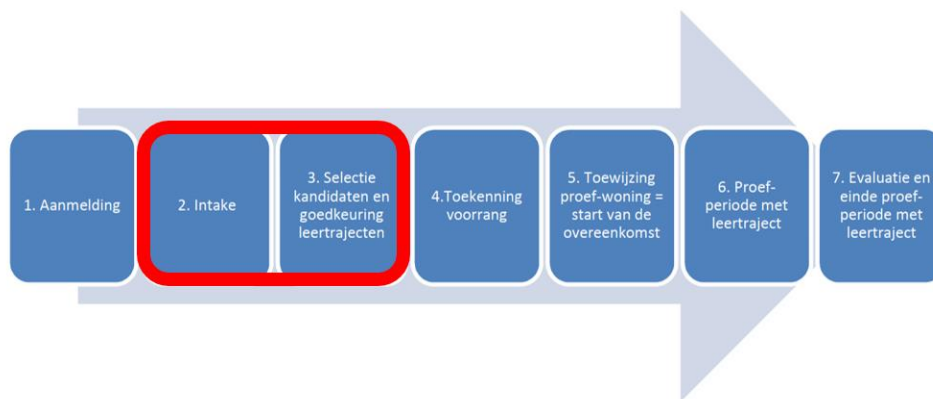 1. Aanmelding
2. Intake
3. Selectie
kandidaten en
goedkeuring
leertrajecten
4.Toekenning
voorrang
5. Toewijzing
proef-woning =
start van de
overeenkomst
6. Proef-
periode met
leertraject
7. Evaluatie en
einde proef-
periode met
leertraject